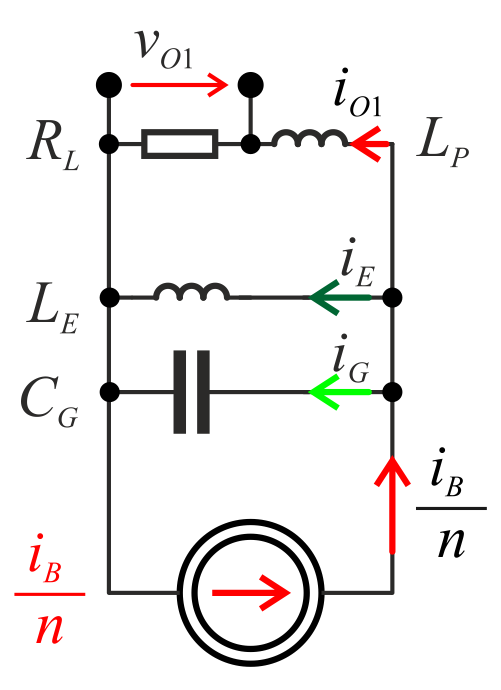 v_O1
i_O1
R_L
L_P
i_E
L_E
i_G
C_G
i_B
n
i_B
n